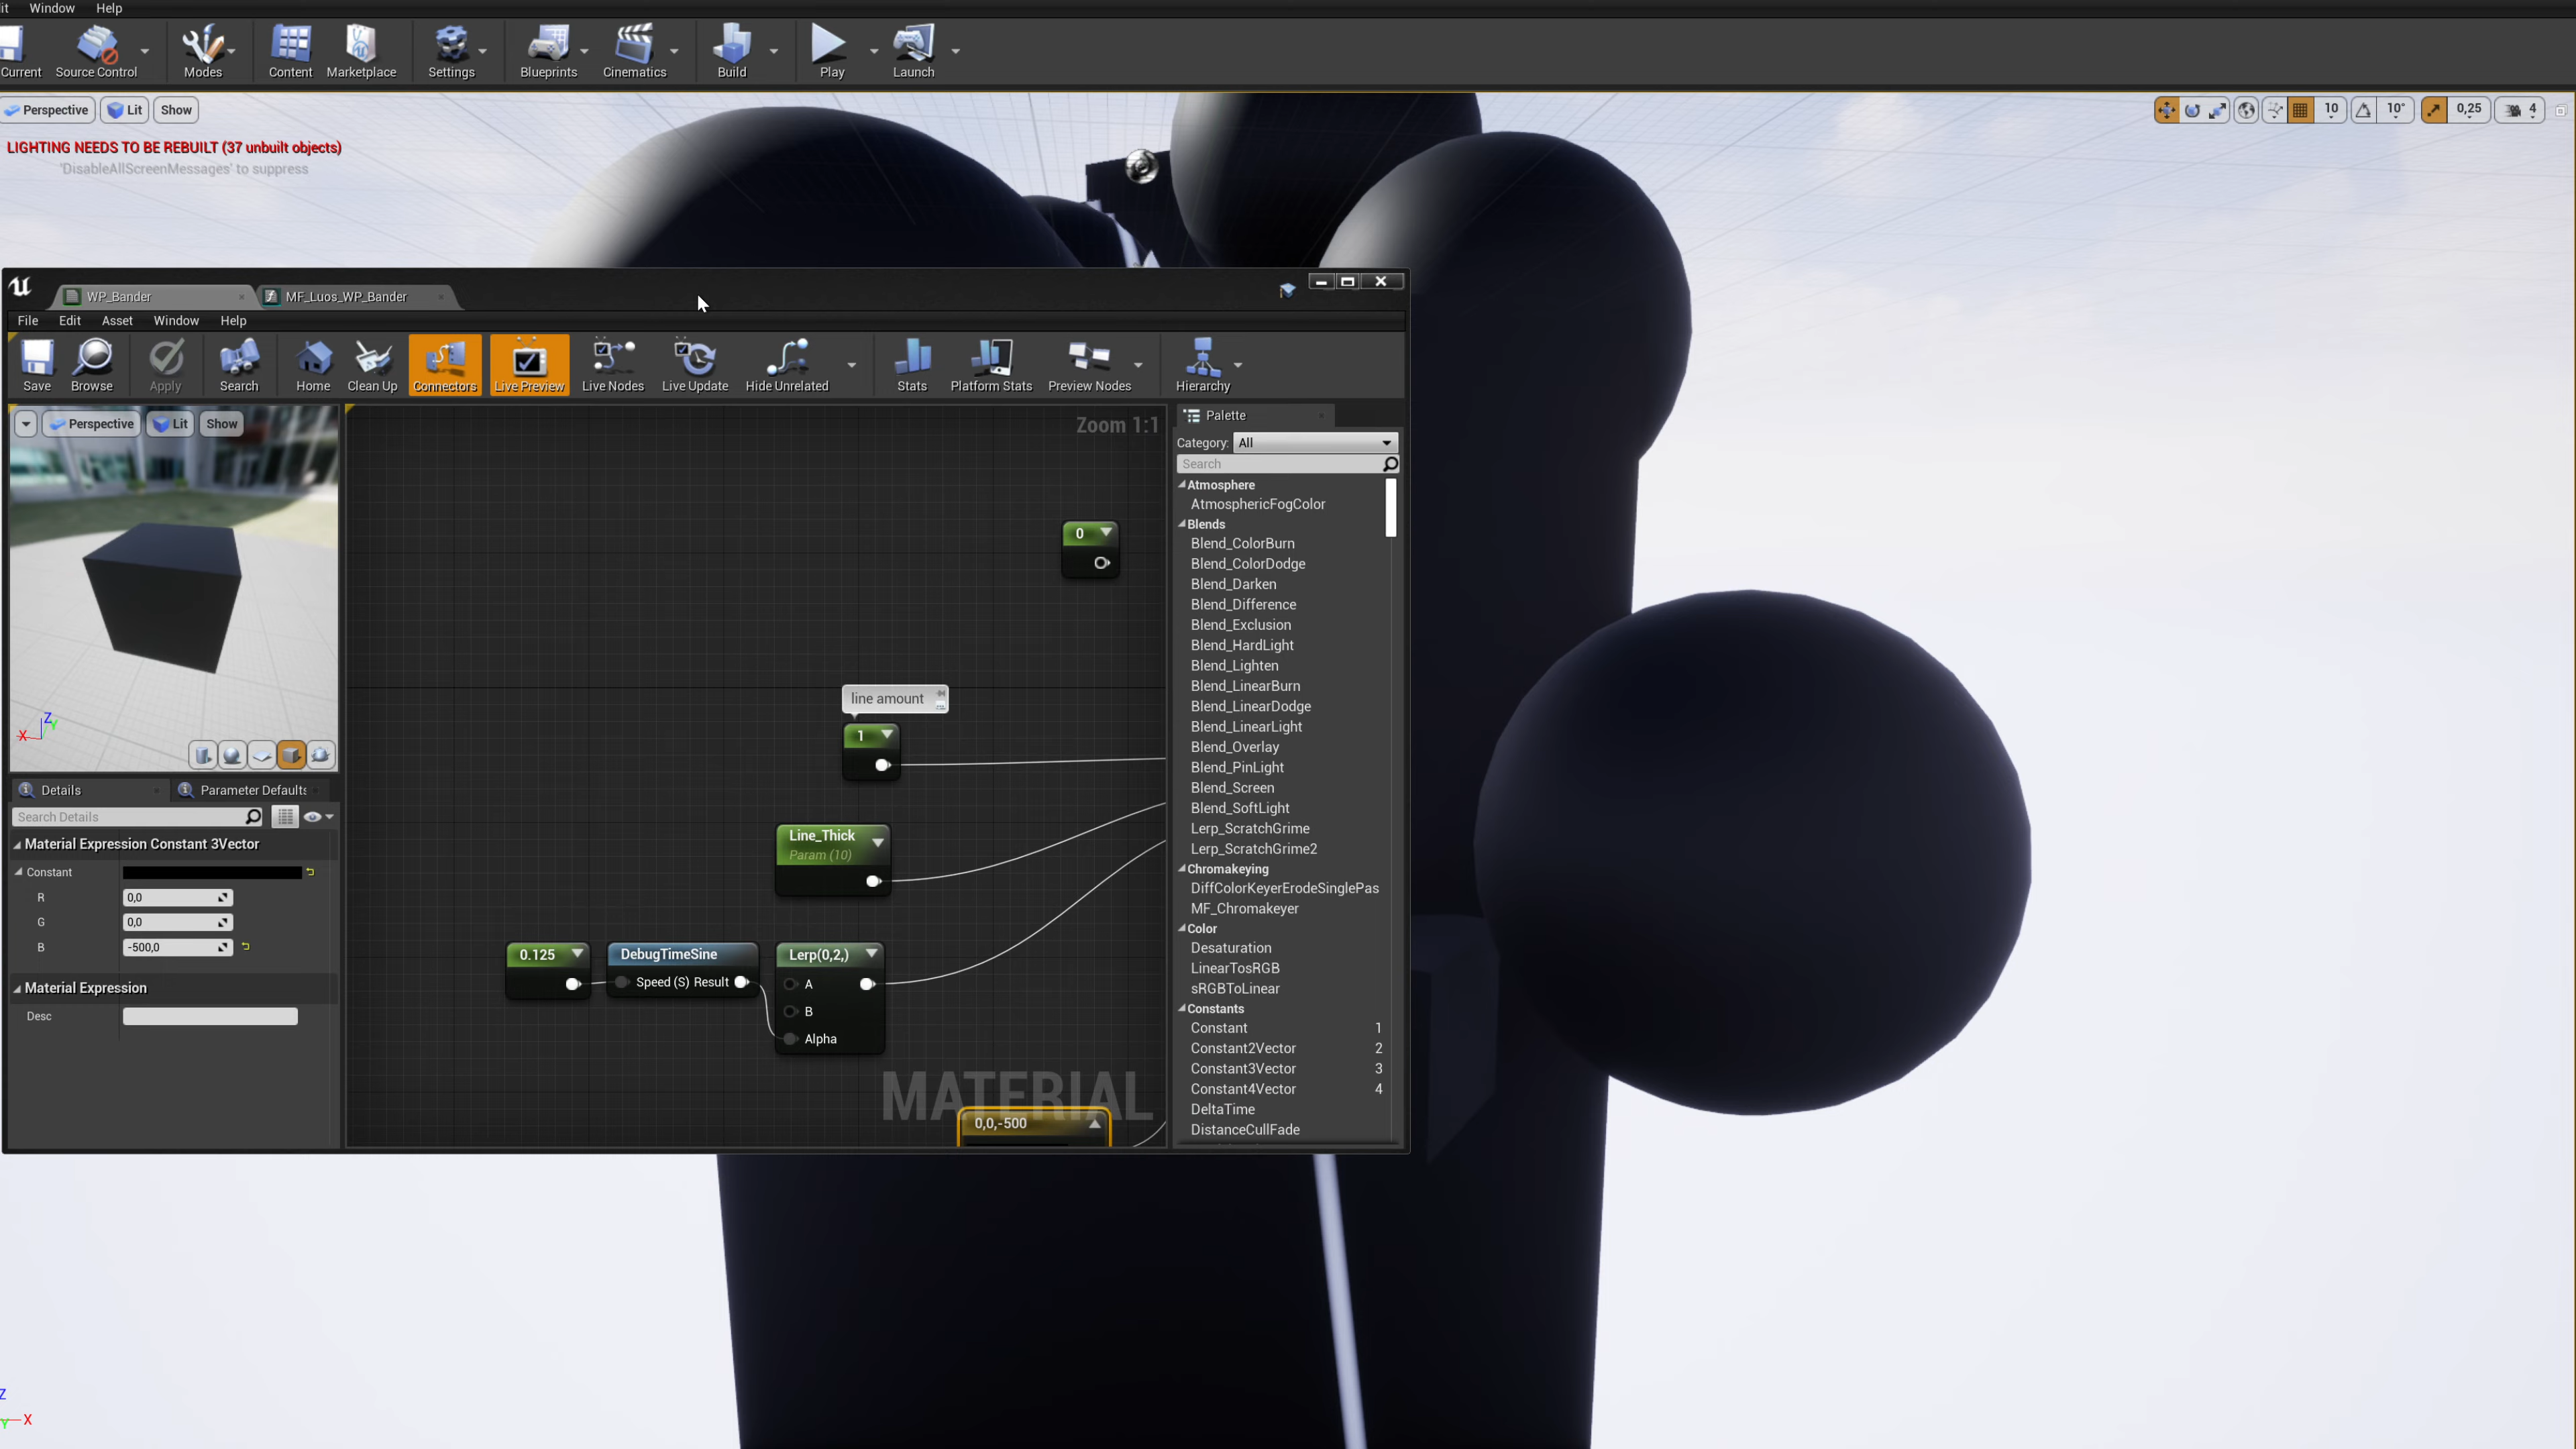 it Window Help
Current Source Control Modes Content Marketplace Settings Blueprints Cinematics Build Play Launch
Perspective Lit Show
10 10° 0,25 4
LIGHTING NEEDS TO BE REBUILT (37 unbuilt objects)
'DisableAllScreenMessages' to suppress
WP_Bander MF_Luos_WP_Bander
File Edit Asset Window Help
Save Browse Apply Search Home Clean Up Connectors Live Preview Live Nodes Live Update Hide Unrelated Stats Platform Stats Preview Nodes Hierarchy
Perspective Lit Show
Z
Y
X
Details Parameter Defaults
Search Details
Material Expression Constant 3Vector
Constant
R 0,0
G 0,0
B -500,0
Material Expression
Desc
Zoom 1:1
0
line amount
1
Line_Thick
Param (10)
0.125
DebugTimeSine
Speed (S) Result
Lerp(0,2,)
A
B
Alpha
MATERIAL
0,0,-500
Palette
Category: All
Search
Atmosphere
AtmosphericFogColor
Blends
Blend_ColorBurn
Blend_ColorDodge
Blend_Darken
Blend_Difference
Blend_Exclusion
Blend_HardLight
Blend_Lighten
Blend_LinearBurn
Blend_LinearDodge
Blend_LinearLight
Blend_Overlay
Blend_PinLight
Blend_Screen
Blend_SoftLight
Lerp_ScratchGrime
Lerp_ScratchGrime2
Chromakeying
DiffColorKeyerErodeSinglePas
MF_Chromakeyer
Color
Desaturation
LinearTosRGB
sRGBToLinear
Constants
Constant 1
Constant2Vector 2
Constant3Vector 3
Constant4Vector 4
DeltaTime
DistanceCullFade
Z
Y X